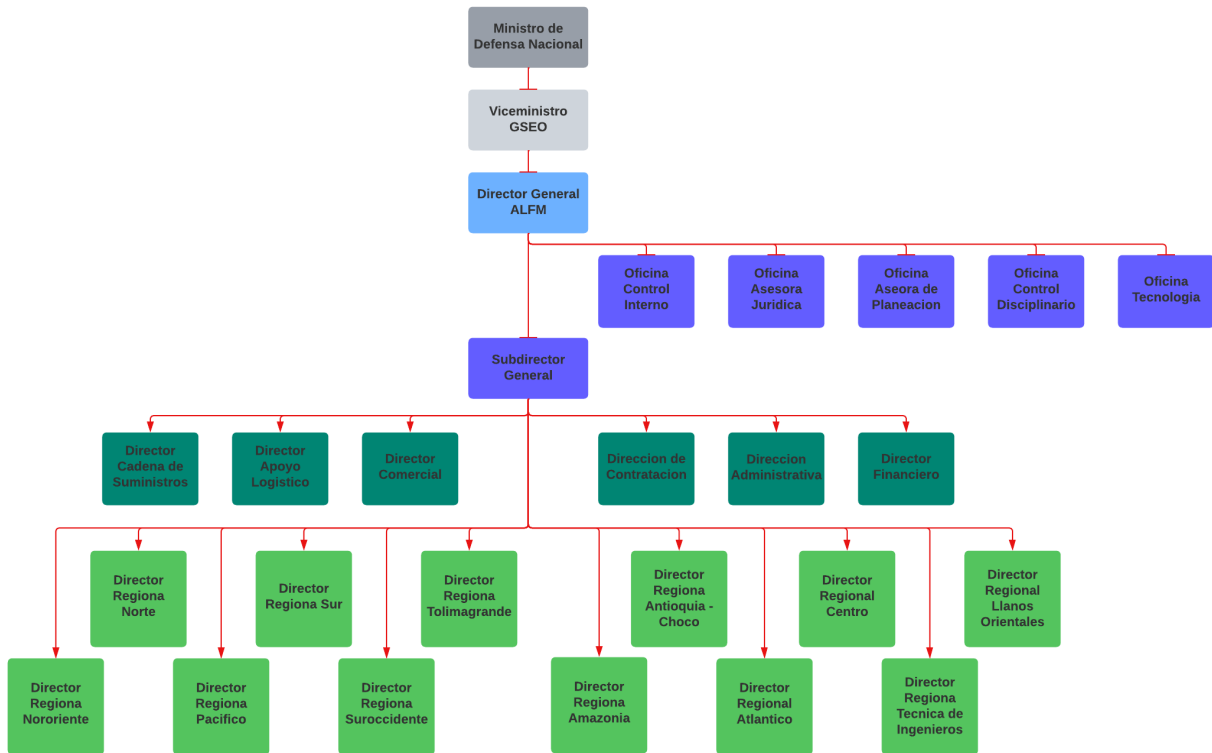 Ministro de
Defensa Nacional
Viceministro
GSEO
Director General
ALFM
Oficina
Control
Interno
Oficina
Asesora
Juridica
Oficina
Aseora de
Planeacion
Oficina
Control
Disciplinario
Oficina
Tecnologia
Subdirector
General
Director
Cadena de
Suministros
Director
Apoyo
Logistico
Director
Comercial
Direccion de
Contratacion
Direccion
Administrativa
Director
Financiero
Director
Regiona
Norte
Director
Regiona Sur
Director
Regiona
Tolimagrande
Director
Regiona
Antioquia -
Choco
Director
Regional
Centro
Director
Regional
Llanos
Orientales
Director
Regiona
Nororiente
Director
Regiona
Pacifico
Director
Regiona
Suroccidente
Director
Regiona
Amazonia
Director
Regional
Atlantico
Director
Regiona
Tecnica de
Ingenieros